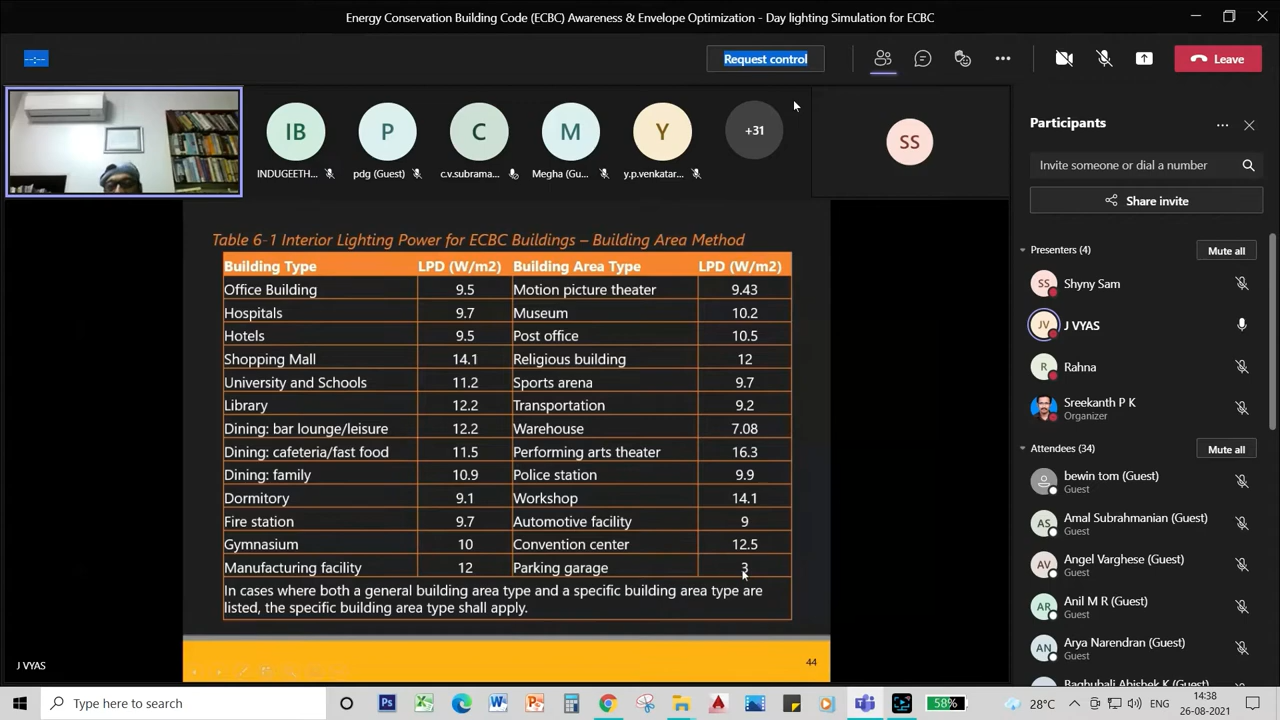 Energy Conservation Building Code (ECBC) Awareness & Envelope Optimization - Day lighting Simulation for ECBC
--:--
Request control
Leave
IB
P
C
M
Y
+31
SS
INDUGEETH...
pdg (Guest)
c.v.subrama...
Megha (Gu...
y.p.venkatar...
Participants
Invite someone or dial a number
Share invite
Presenters (4)
Mute all
SS Shyny Sam
JV J VYAS
R Rahna
Sreekanth P K
Organizer
Attendees (34)
Mute all
bewin tom (Guest)
Guest
AS Amal Subrahmanian (Guest)
Guest
AV Angel Varghese (Guest)
Guest
AR Anil M R (Guest)
Guest
AN Arya Narendran (Guest)
Guest
Baghubali Abishek K (Guest)
Table 6-1 Interior Lighting Power for ECBC Buildings – Building Area Method
Building Type LPD (W/m2) Building Area Type LPD (W/m2)
Office Building 9.5 Motion picture theater 9.43
Hospitals 9.7 Museum 10.2
Hotels 9.5 Post office 10.5
Shopping Mall 14.1 Religious building 12
University and Schools 11.2 Sports arena 9.7
Library 12.2 Transportation 9.2
Dining: bar lounge/leisure 12.2 Warehouse 7.08
Dining: cafeteria/fast food 11.5 Performing arts theater 16.3
Dining: family 10.9 Police station 9.9
Dormitory 9.1 Workshop 14.1
Fire station 9.7 Automotive facility 9
Gymnasium 10 Convention center 12.5
Manufacturing facility 12 Parking garage 3
In cases where both a general building area type and a specific building area type are
listed, the specific building area type shall apply.
44
J VYAS
Type here to search
58%
28°C
ENG
14:38
26-08-2021